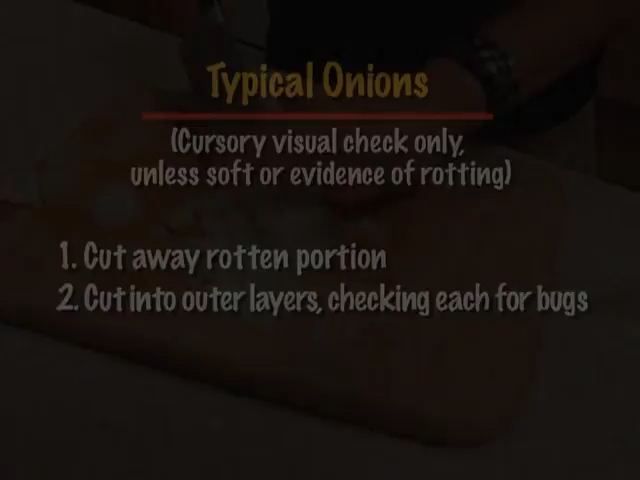 Typical Onions
(Cursory visual check only,
unless soft or evidence of rotting)
1. Cut away rotten portion
2. Cut into outer layers, checking each for bugs